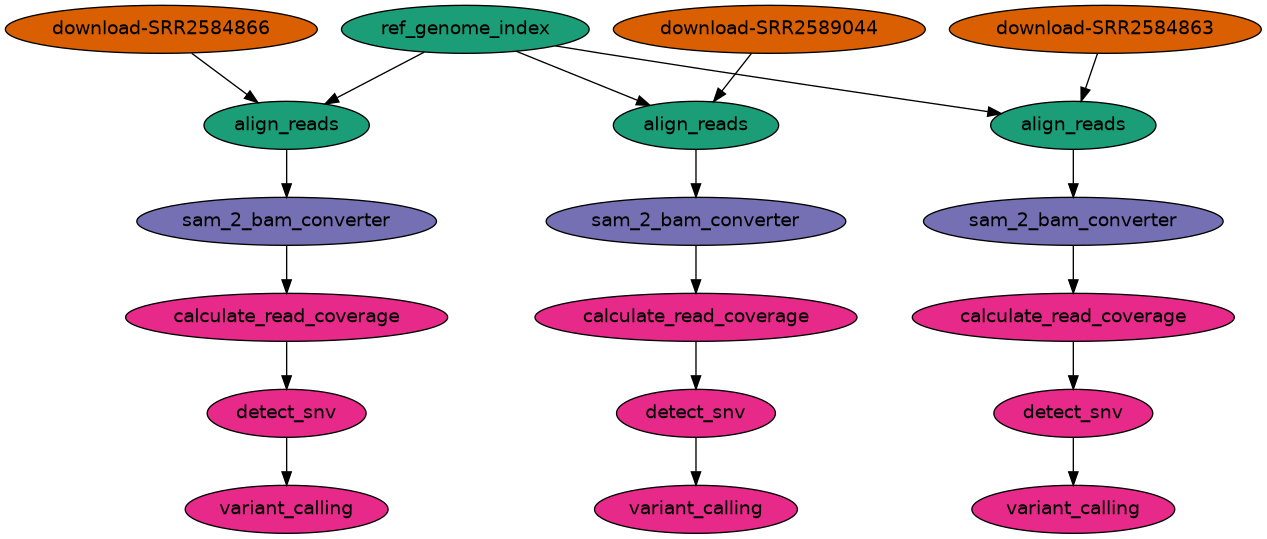 download-SRR2584866
ref_genome_index
download-SRR2589044
download-SRR2584863
align_reads
align_reads
align_reads
sam_2_bam_converter
sam_2_bam_converter
sam_2_bam_converter
calculate_read_coverage
calculate_read_coverage
calculate_read_coverage
detect_snv
detect_snv
detect_snv
variant_calling
variant_calling
variant_calling